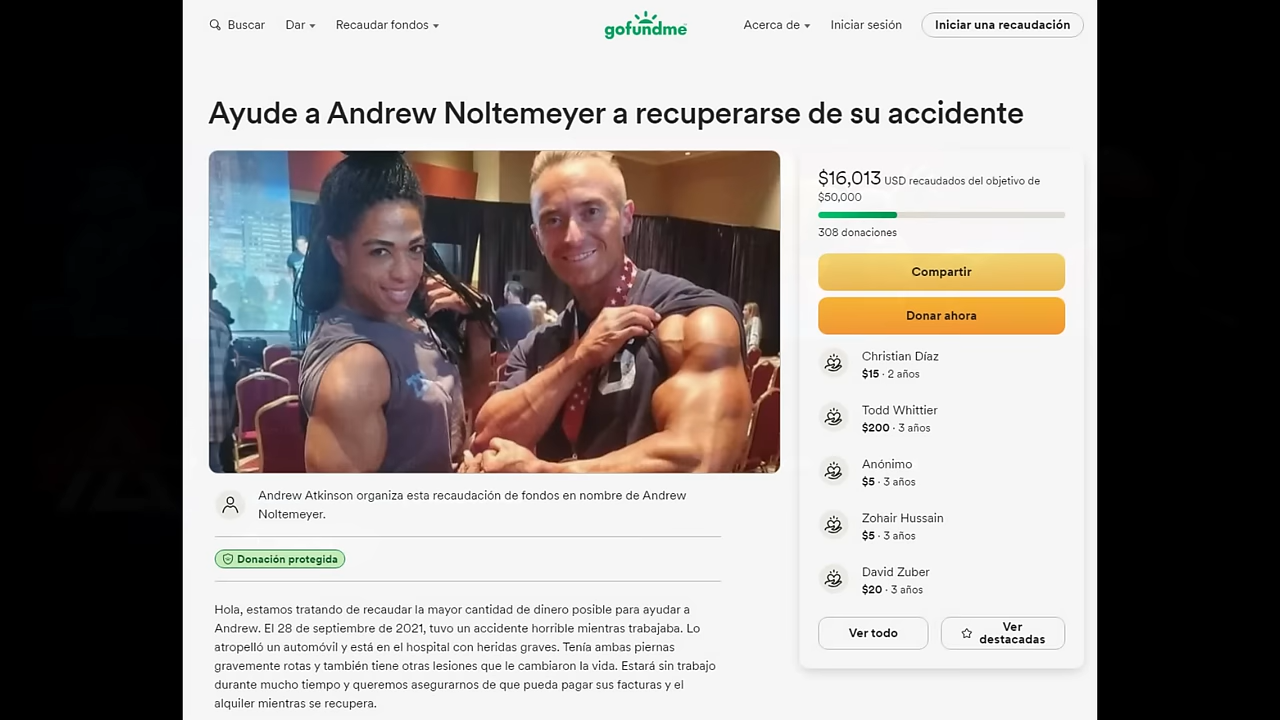 Buscar
Dar
Recaudar fondos
gofundme
Acerca de
Iniciar sesión
Iniciar una recaudación
Ayude a Andrew Noltemeyer a recuperarse de su accidente
$16,013 USD recaudados del objetivo de
$50,000
308 donaciones
Compartir
Donar ahora
Christian Díaz
$15 · 2 años
Todd Whittier
$200 · 3 años
Anónimo
$5 · 3 años
Zohair Hussain
$5 · 3 años
David Zuber
$20 · 3 años
Ver todo
Ver
destacadas
Andrew Atkinson organiza esta recaudación de fondos en nombre de Andrew
Noltemeyer.
Donación protegida
Hola, estamos tratando de recaudar la mayor cantidad de dinero posible para ayudar a
Andrew. El 28 de septiembre de 2021, tuvo un accidente horrible mientras trabajaba. Lo
atropelló un automóvil y está en el hospital con heridas graves. Tenía ambas piernas
gravemente rotas y también tiene otras lesiones que le cambiaron la vida. Estará sin trabajo
durante mucho tiempo y queremos asegurarnos de que pueda pagar sus facturas y el
alquiler mientras se recupera.